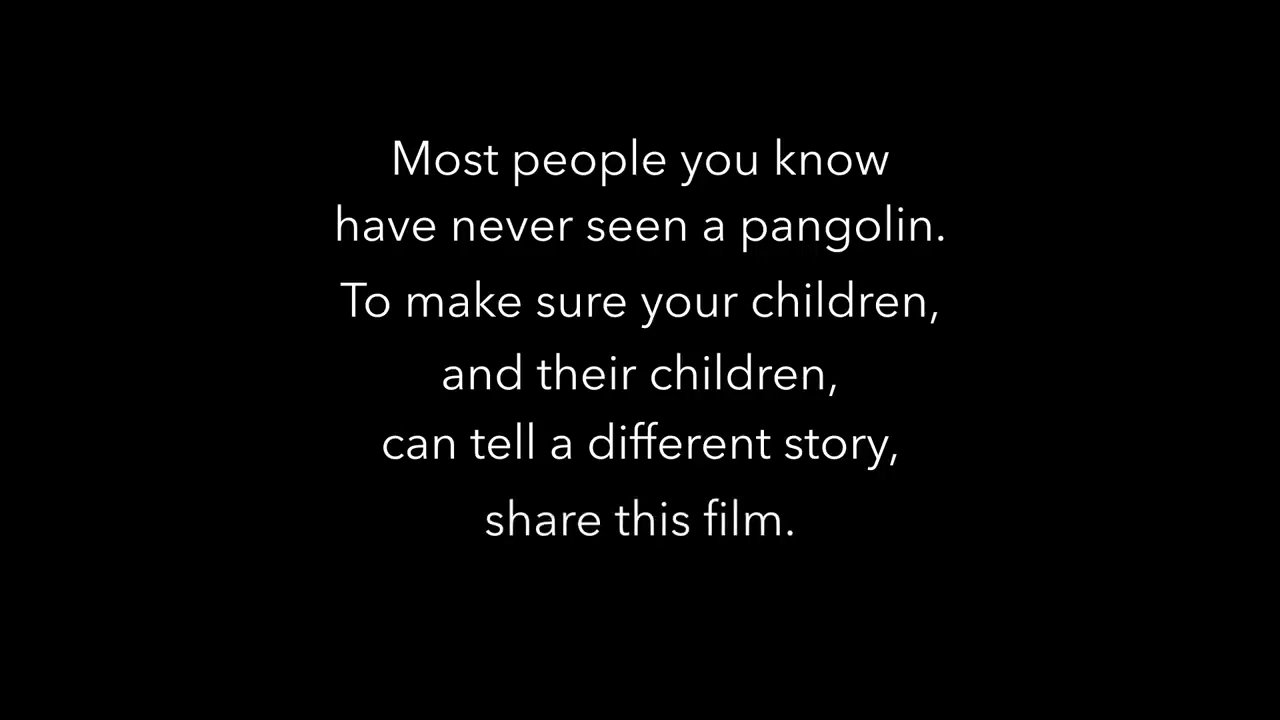 Most people you know
have never seen a pangolin.
To make sure your children,
and their children,
can tell a different story,
share this film.